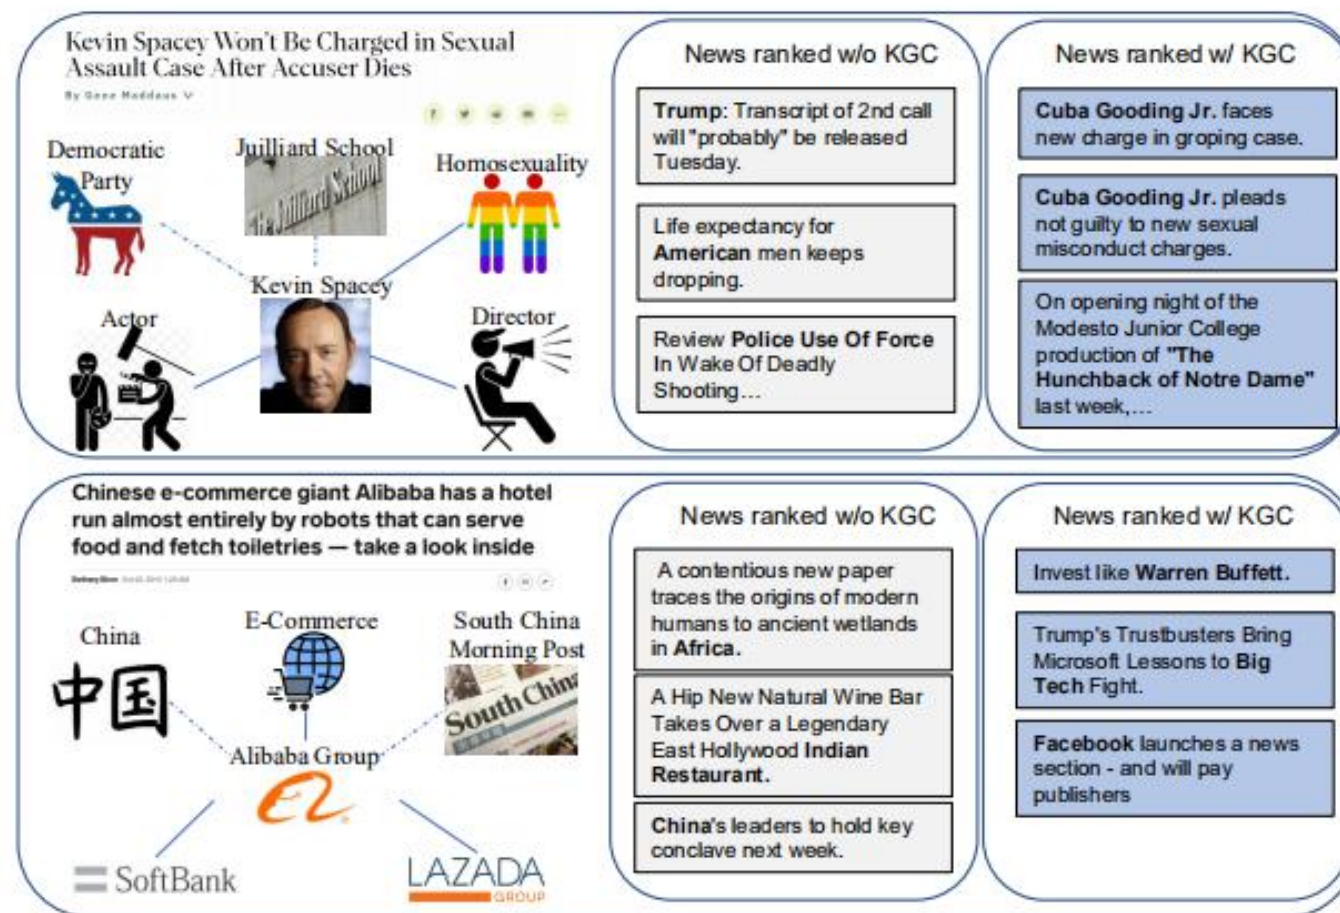 Kevin Spacey Won't Be Charged in Sexual
Assault Case After Accuser Dies
By Gene Maddaus
Democratic
Party
Juilliard School
The Juilliard School
Homosexuality
Kevin Spacey
Actor
Director
News ranked w/o KGC
Trump: Transcript of 2nd call
will "probably" be released
Tuesday.
Life expectancy for
American men keeps
dropping.
Review Police Use Of Force
In Wake Of Deadly
Shooting…
News ranked w/ KGC
Cuba Gooding Jr. faces
new charge in groping case.
Cuba Gooding Jr. pleads
not guilty to new sexual
misconduct charges.
On opening night of the
Modesto Junior College
production of "The
Hunchback of Notre Dame"
last week,…
Chinese e-commerce giant Alibaba has a hotel
run almost entirely by robots that can serve
food and fetch toiletries — take a look inside
China
中国
E-Commerce
South China
Morning Post
South China
Alibaba Group
SoftBank
LAZADA
GROUP
News ranked w/o KGC
A contentious new paper
traces the origins of modern
humans to ancient wetlands
in Africa.
A Hip New Natural Wine Bar
Takes Over a Legendary
East Hollywood Indian
Restaurant.
China's leaders to hold key
conclave next week.
News ranked w/ KGC
Invest like Warren Buffett.
Trump's Trustbusters Bring
Microsoft Lessons to Big
Tech Fight.
Facebook launches a news
section - and will pay
publishers